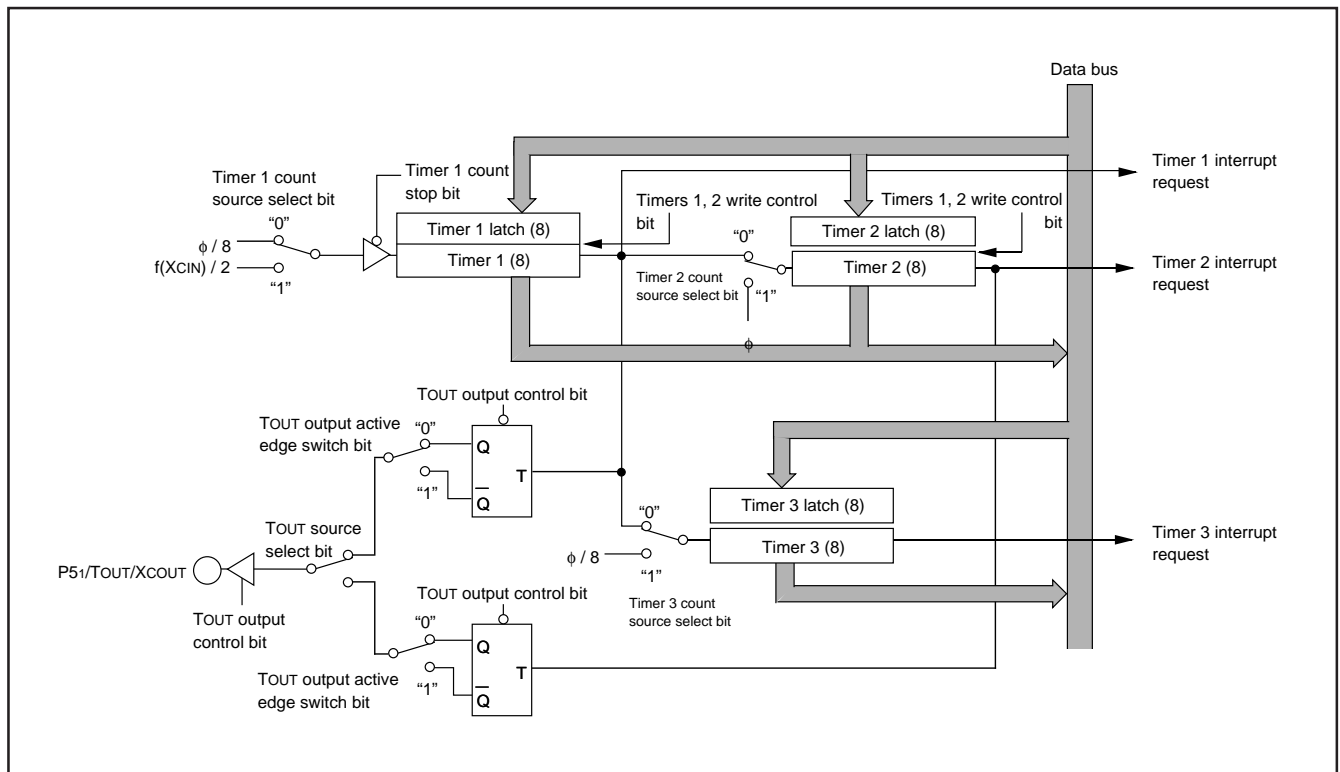 Data bus
Timer 1 count
source select bit
Timer 1 count
stop bit
“0”
ϕ / 8
f(XCIN) / 2
“1”
Timer 1 latch (8)
Timer 1 (8)
Timers 1, 2 write control
bit
Timer 1 interrupt
request
“0”
Timer 2 count
source select bit
“1”
ϕ
Timer 2 latch (8)
Timer 2 (8)
Timers 1, 2 write control
bit
Timer 2 interrupt
request
TOUT output control bit
TOUT output active
edge switch bit
“0”
“1”
Q
T
Q̅
TOUT source
select bit
P51/TOUT/XCOUT
TOUT output
control bit
“0”
ϕ / 8
“1”
Timer 3 count
source select bit
Timer 3 latch (8)
Timer 3 (8)
Timer 3 interrupt
request
TOUT output control bit
“0”
TOUT output active
edge switch bit
“1”
Q
T
Q̅